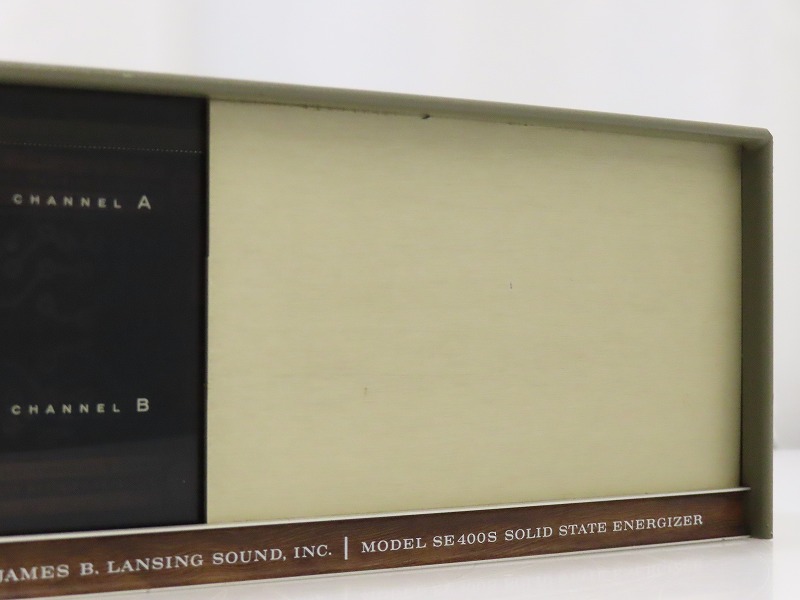 CHANNEL A
CHANNEL B
JAMES B. LANSING SOUND, INC. | MODEL SE400S SOLID STATE ENERGIZER